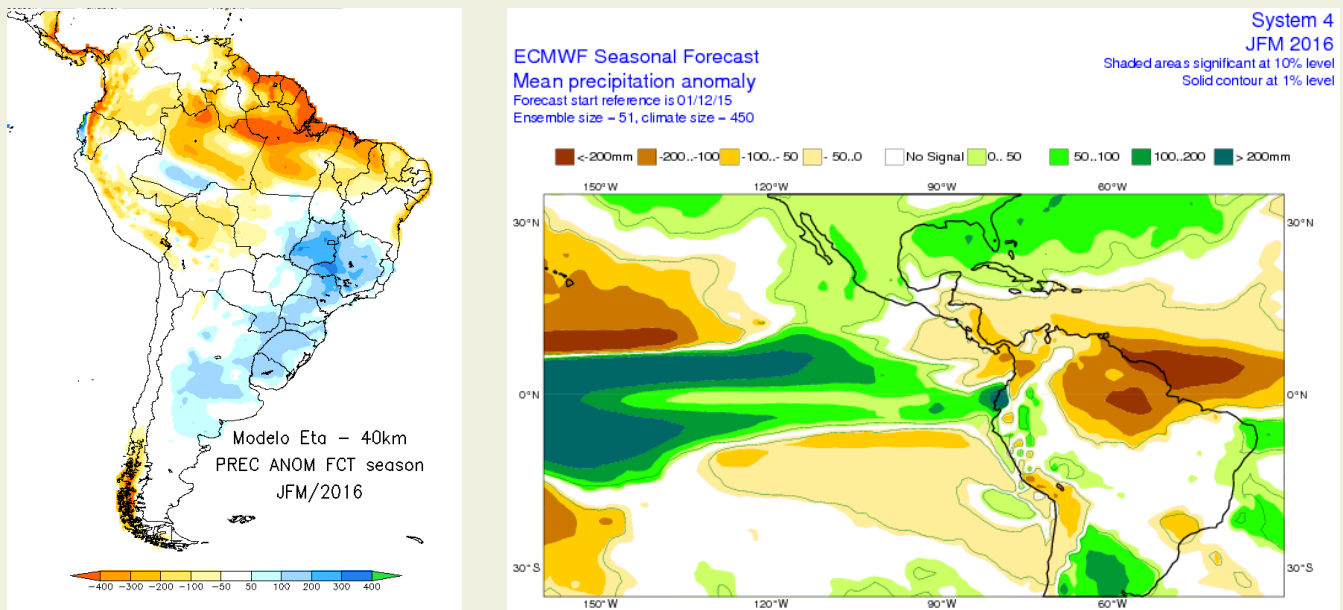 Modelo Eta - 40km
PREC ANOM FCT season
JFM/2016
-400 -300 -200 -100 -50 50 100 200 300 400
System 4
JFM 2016
Shaded areas significant at 10% level
Solid contour at 1% level
ECMWF Seasonal Forecast
Mean precipitation anomaly
Forecast start reference is 01/12/15
Ensemble size = 51, climate size = 450
<-200mm -200..-100 -100..- 50 - 50..0 No Signal 0.. 50 50..100 100..200 > 200mm
150°W 120°W 90°W 60°W
30°N 30°N
0°N 0°N
30°S 30°S
150°W 120°W 90°W 60°W